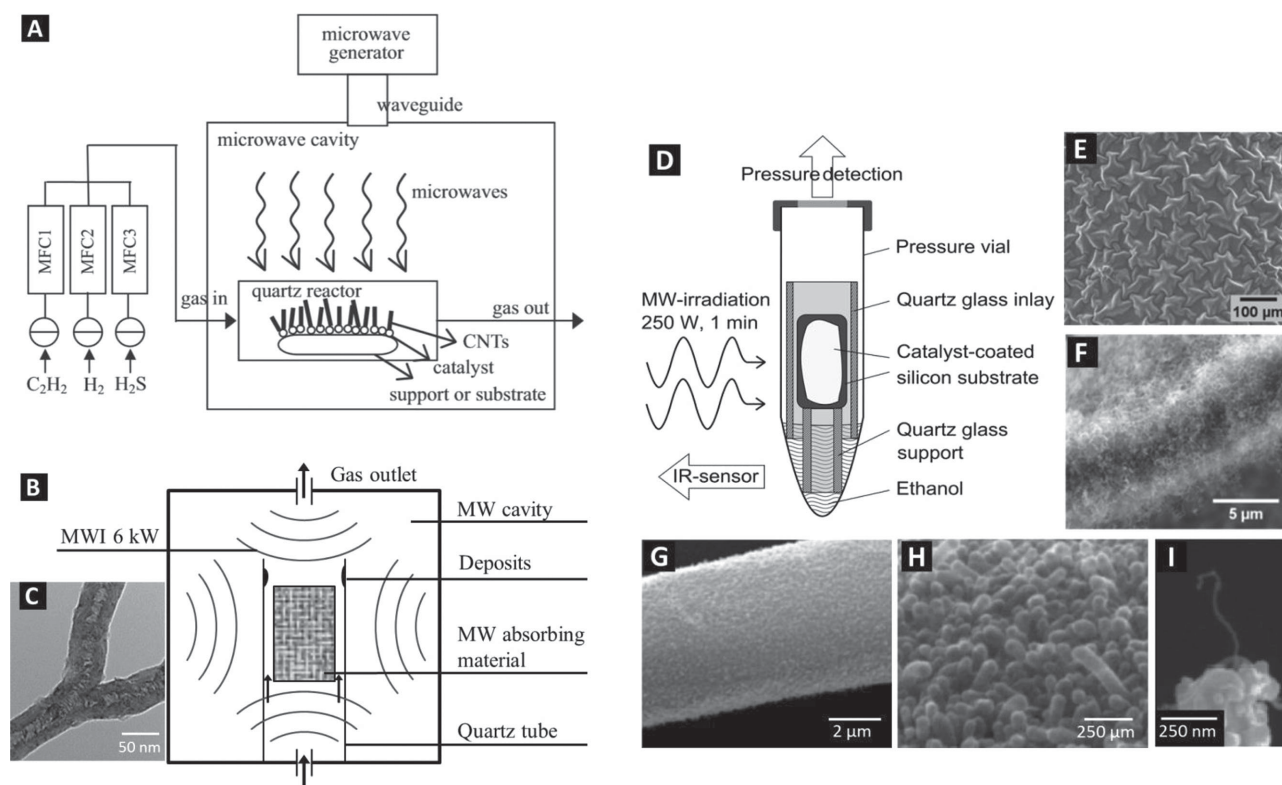 A
microwave
generator
waveguide
microwave cavity
microwaves
MFC1
MFC2
MFC3
gas in
quartz reactor
gas out
CNTs
catalyst
support or substrate
C₂H₂
H₂
H₂S
B
Gas outlet
MWI 6 kW
MW cavity
Deposits
MW absorbing
material
Quartz tube
C
50 nm
D
Pressure detection
Pressure vial
MW-irradiation
250 W, 1 min
Quartz glass inlay
Catalyst-coated
silicon substrate
Quartz glass
support
IR-sensor
Ethanol
E
100 µm
F
5 µm
G
2 µm
H
250 µm
I
250 nm